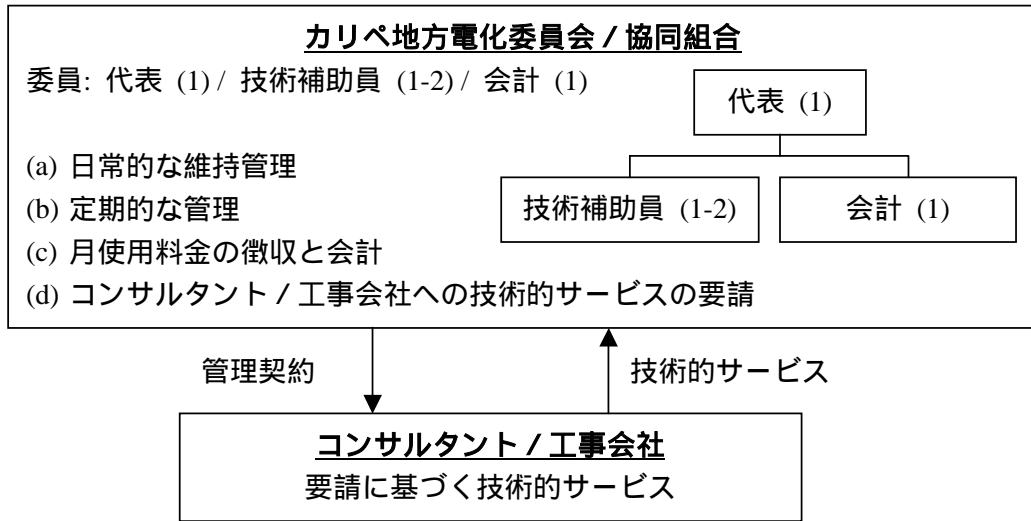 カリペ地方電化委員会 / 協同組合
委員: 代表 (1) / 技術補助員 (1-2) / 会計 (1)
代表 (1)
技術補助員 (1-2)
会計 (1)
(a) 日常的な維持管理
(b) 定期的な管理
(c) 月使用料金の徴収と会計
(d) コンサルタント / 工事会社への技術的サービスの要請
管理契約
技術的サービス
コンサルタント / 工事会社
要請に基づく技術的サービス